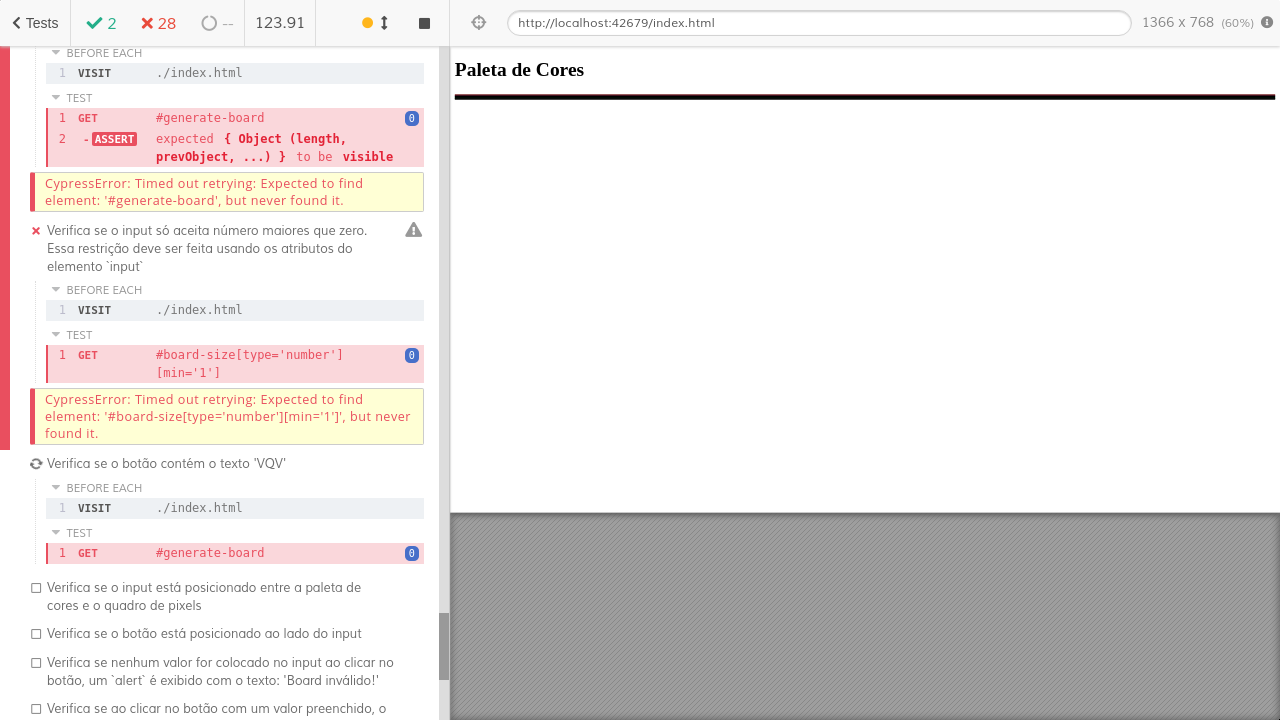 Tests
2
28
--
123.91
http://localhost:42679/index.html
1366 x 768 (60%)
BEFORE EACH
1 VISIT ./index.html
TEST
1 GET #generate-board 0
2 - ASSERT expected { Object (length,
prevObject, ...) } to be visible
CypressError: Timed out retrying: Expected to find
element: '#generate-board', but never found it.
Verifica se o input só aceita número maiores que zero.
Essa restrição deve ser feita usando os atributos do
elemento `input`
BEFORE EACH
1 VISIT ./index.html
TEST
1 GET #board-size[type='number'] 0
[min='1']
CypressError: Timed out retrying: Expected to find
element: '#board-size[type='number'][min='1']', but never
found it.
Verifica se o botão contém o texto 'VQV'
BEFORE EACH
1 VISIT ./index.html
TEST
1 GET #generate-board 0
Verifica se o input está posicionado entre a paleta de
cores e o quadro de pixels
Verifica se o botão está posicionado ao lado do input
Verifica se nenhum valor for colocado no input ao clicar no
botão, um `alert` é exibido com o texto: 'Board inválido!'
Verifica se ao clicar no botão com um valor preenchido, o
Paleta de Cores